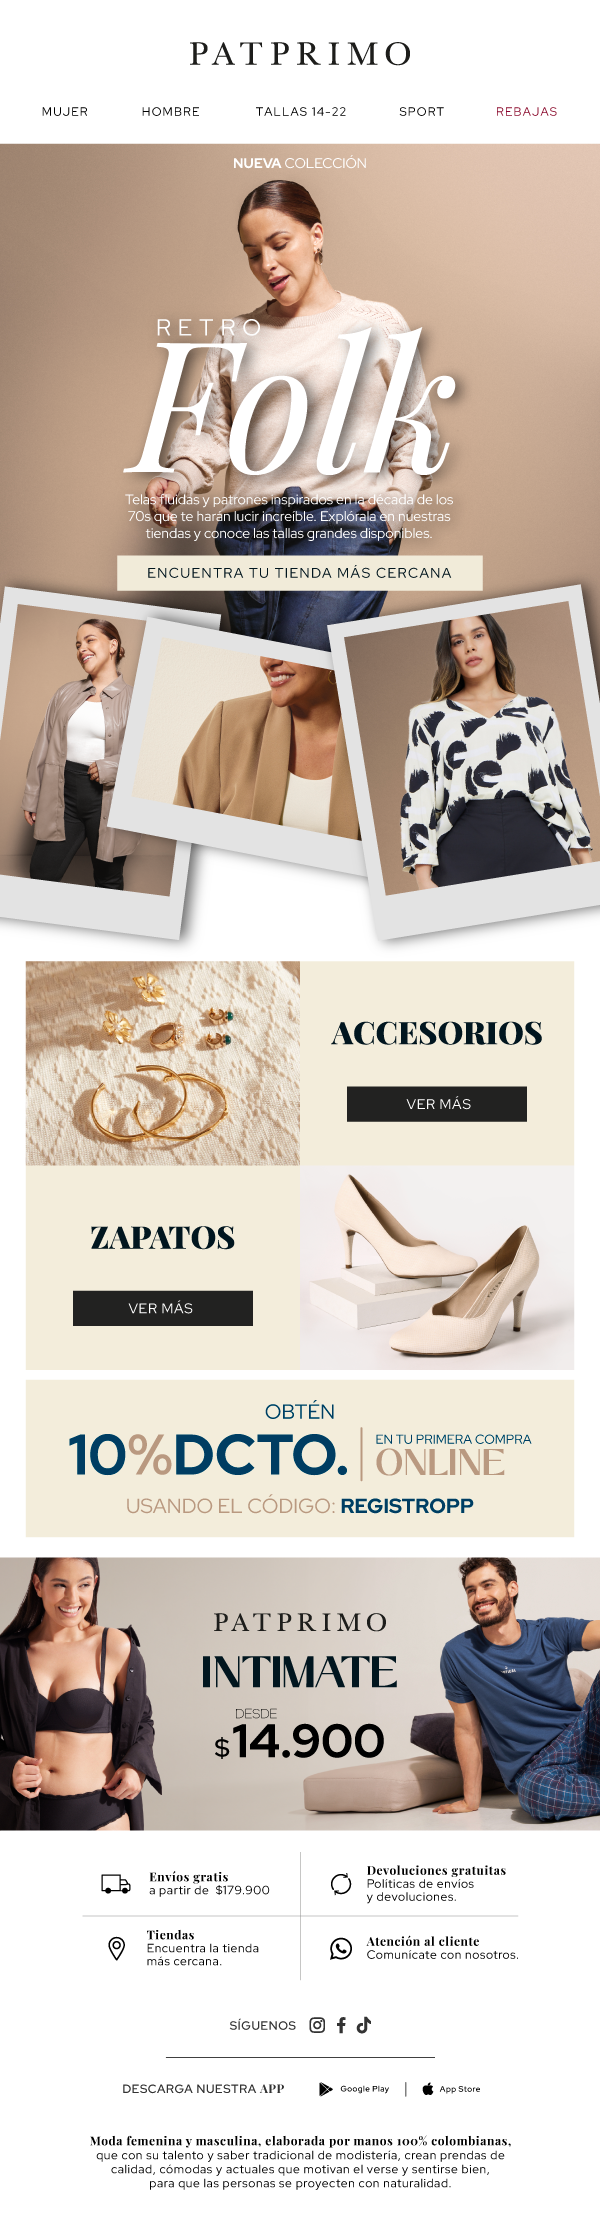 PATPRIMO
MUJER HOMBRE TALLAS 14-22 SPORT REBAJAS
NUEVA COLECCIÓN
RETRO
Folk
Telas fluidas y patrones inspirados en la década de los
70s que te harán lucir increíble. Explórala en nuestras
tiendas y conoce las tallas grandes disponibles.
ENCUENTRA TU TIENDA MÁS CERCANA
ACCESORIOS
VER MÁS
ZAPATOS
VER MÁS
OBTÉN
10%DCTO.
EN TU PRIMERA COMPRA
ONLINE
USANDO EL CÓDIGO: REGISTROPP
PATPRIMO
INTIMATE
DESDE
$14.900
Envíos gratis
a partir de $179.900
Devoluciones gratuitas
Políticas de envíos
y devoluciones.
Tiendas
Encuentra la tienda
más cercana.
Atención al cliente
Comunícate con nosotros.
SÍGUENOS
DESCARGA NUESTRA APP
Google Play
App Store
Moda femenina y masculina, elaborada por manos 100% colombianas,
que con su talento y saber tradicional de modistería, crean prendas de
calidad, cómodas y actuales que motivan el verse y sentirse bien,
para que las personas se proyecten con naturalidad.